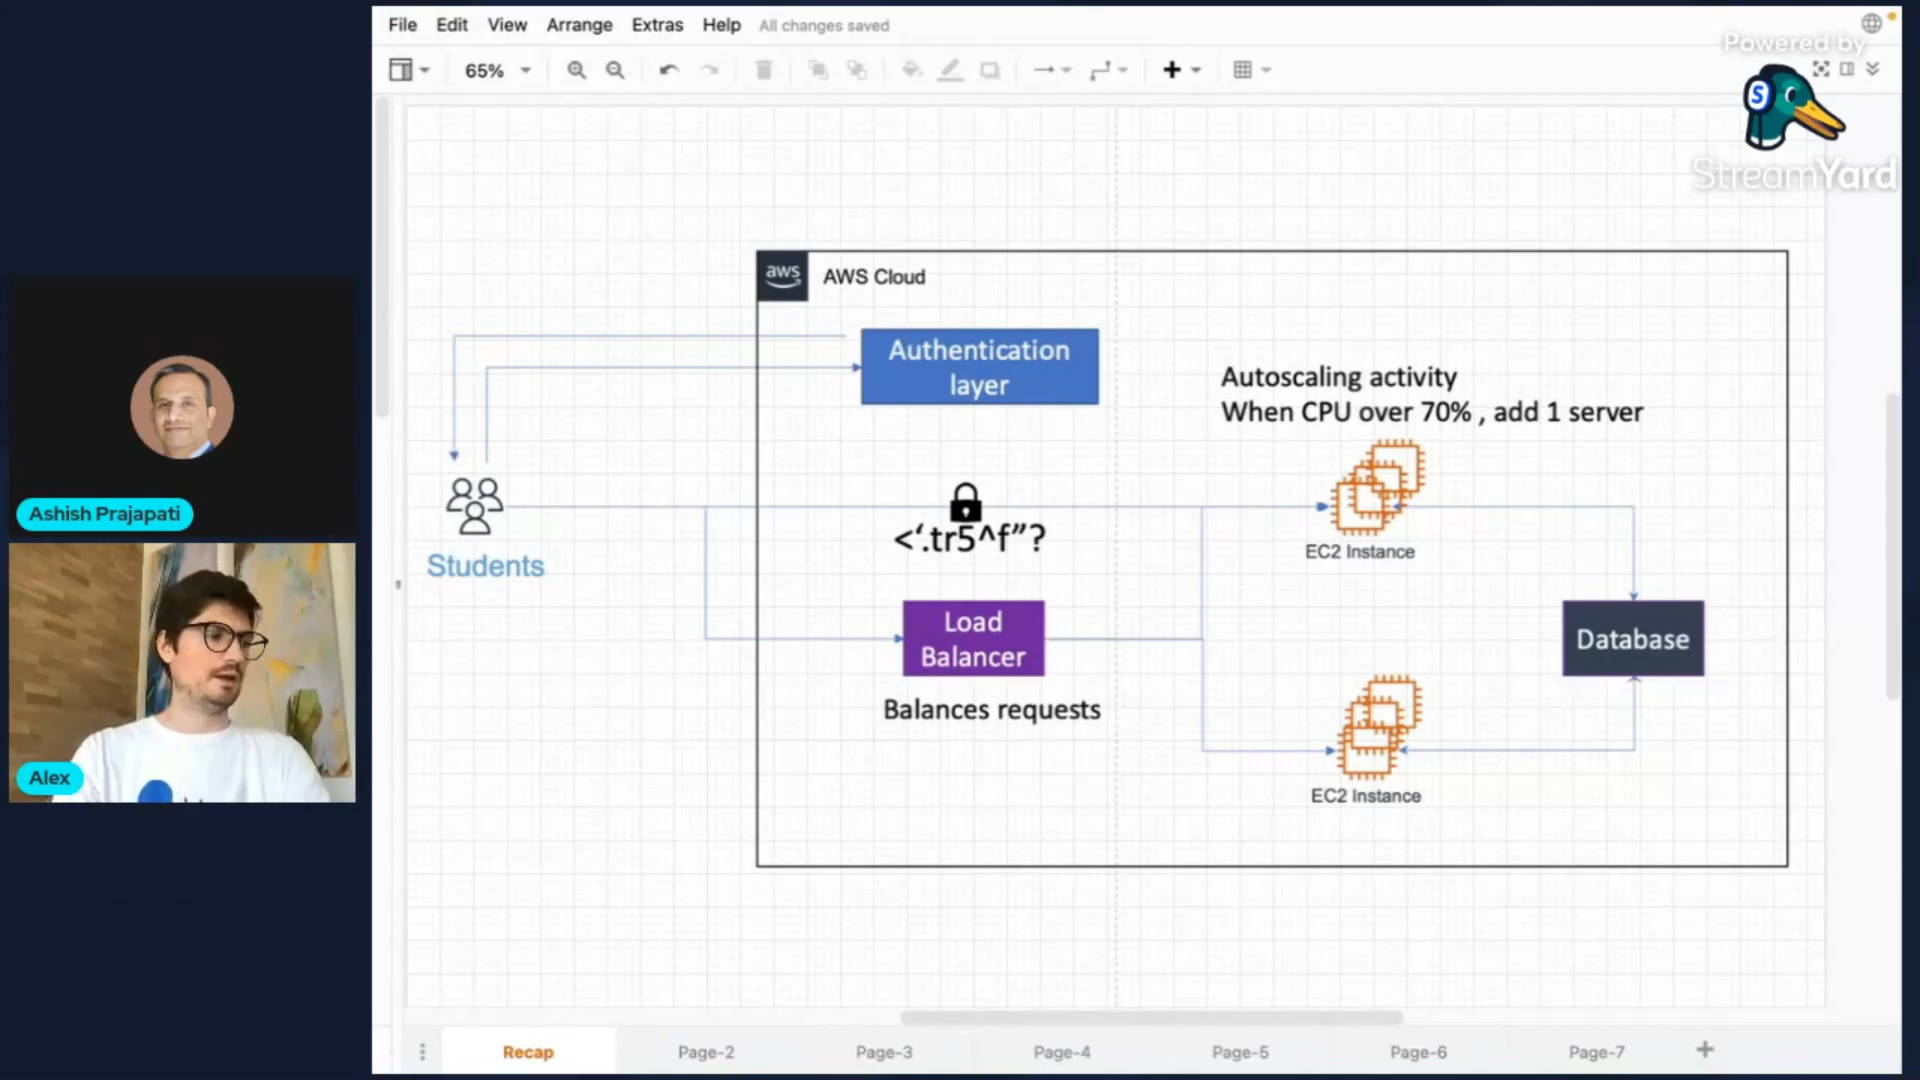 File Edit View Arrange Extras Help All changes saved
Powered by
StreamYard
65%
aws
AWS Cloud
Authentication
layer
Autoscaling activity
When CPU over 70% , add 1 server
<‘.tr5^f”?
EC2 Instance
Students
Load
Balancer
Balances requests
Database
EC2 Instance
Ashish Prajapati
Alex
Recap Page-2 Page-3 Page-4 Page-5 Page-6 Page-7